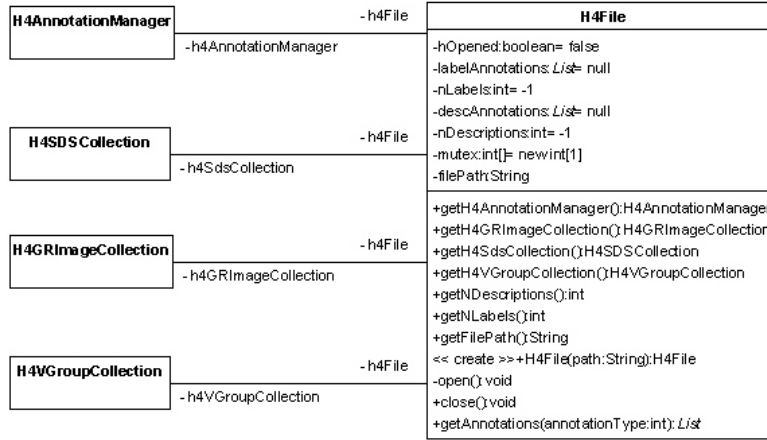 H4AnnotationManager
-h4File
-h4AnnotationManager
H4SDSCollection
-h4File
-h4SdsCollection
H4GRImageCollection
-h4File
-h4GRImageCollection
H4VGroupCollection
-h4File
-h4VGroupCollection
H4File
-hOpened:boolean= false
-labelAnnotations:List= null
-nLabels:int= -1
-descAnnotations:List= null
-nDescriptions:int= -1
-mutex:int[]= new int[1]
-filePath:String
+getH4AnnotationManager():H4AnnotationManager
+getH4GRImageCollection():H4GRImageCollection
+getH4SdsCollection():H4SDSCollection
+getH4VGroupCollection():H4VGroupCollection
+getNDescriptions():int
+getNLabels():int
+getFilePath():String
<< create >>+H4File(path:String):H4File
-open():void
+close():void
+getAnnotations(annotationType:int):List